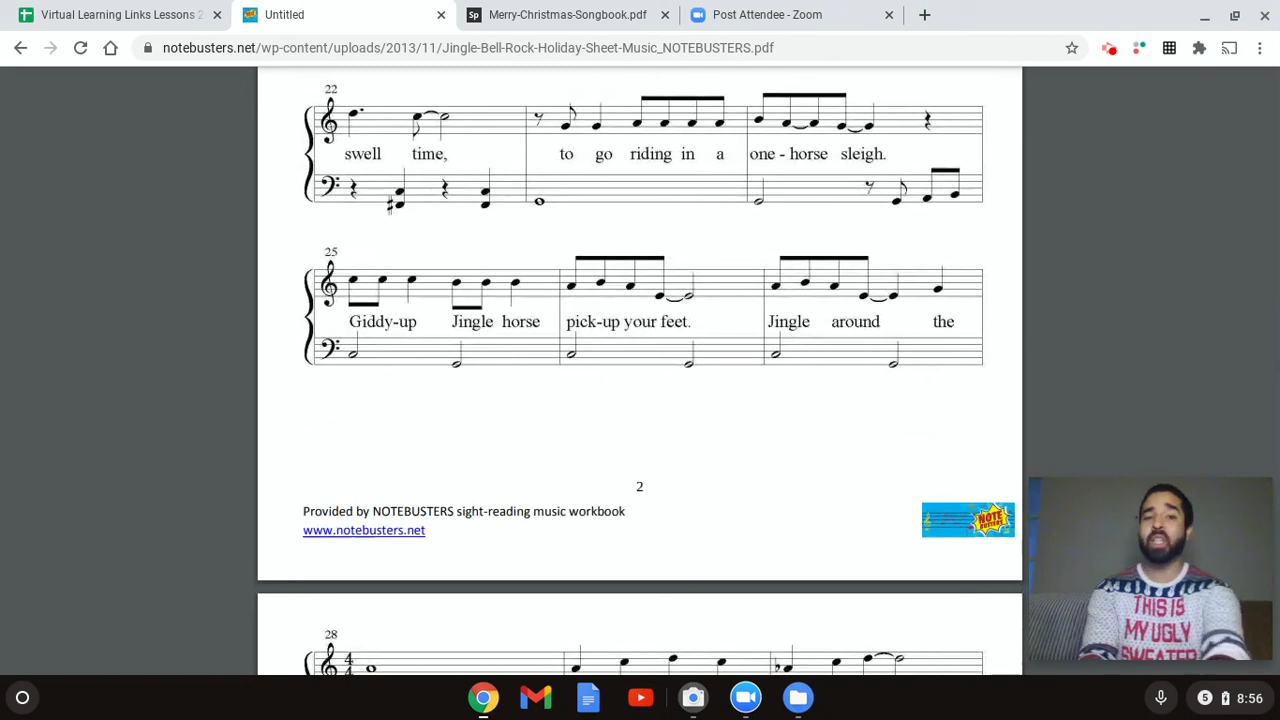 Virtual Learning Links Lessons 2
Untitled
Merry-Christmas-Songbook.pdf
Post Attendee - Zoom
notebusters.net/wp-content/uploads/2013/11/Jingle-Bell-Rock-Holiday-Sheet-Music_NOTEBUSTERS.pdf
22
swell time, to go riding in a one - horse sleigh.
25
Giddy-up Jingle horse pick-up your feet. Jingle around the
2
Provided by NOTEBUSTERS sight-reading music workbook
www.notebusters.net
NOTE
BUSTERS
THIS IS
MY UGLY
SWEATER
28
4
4
5
8:56